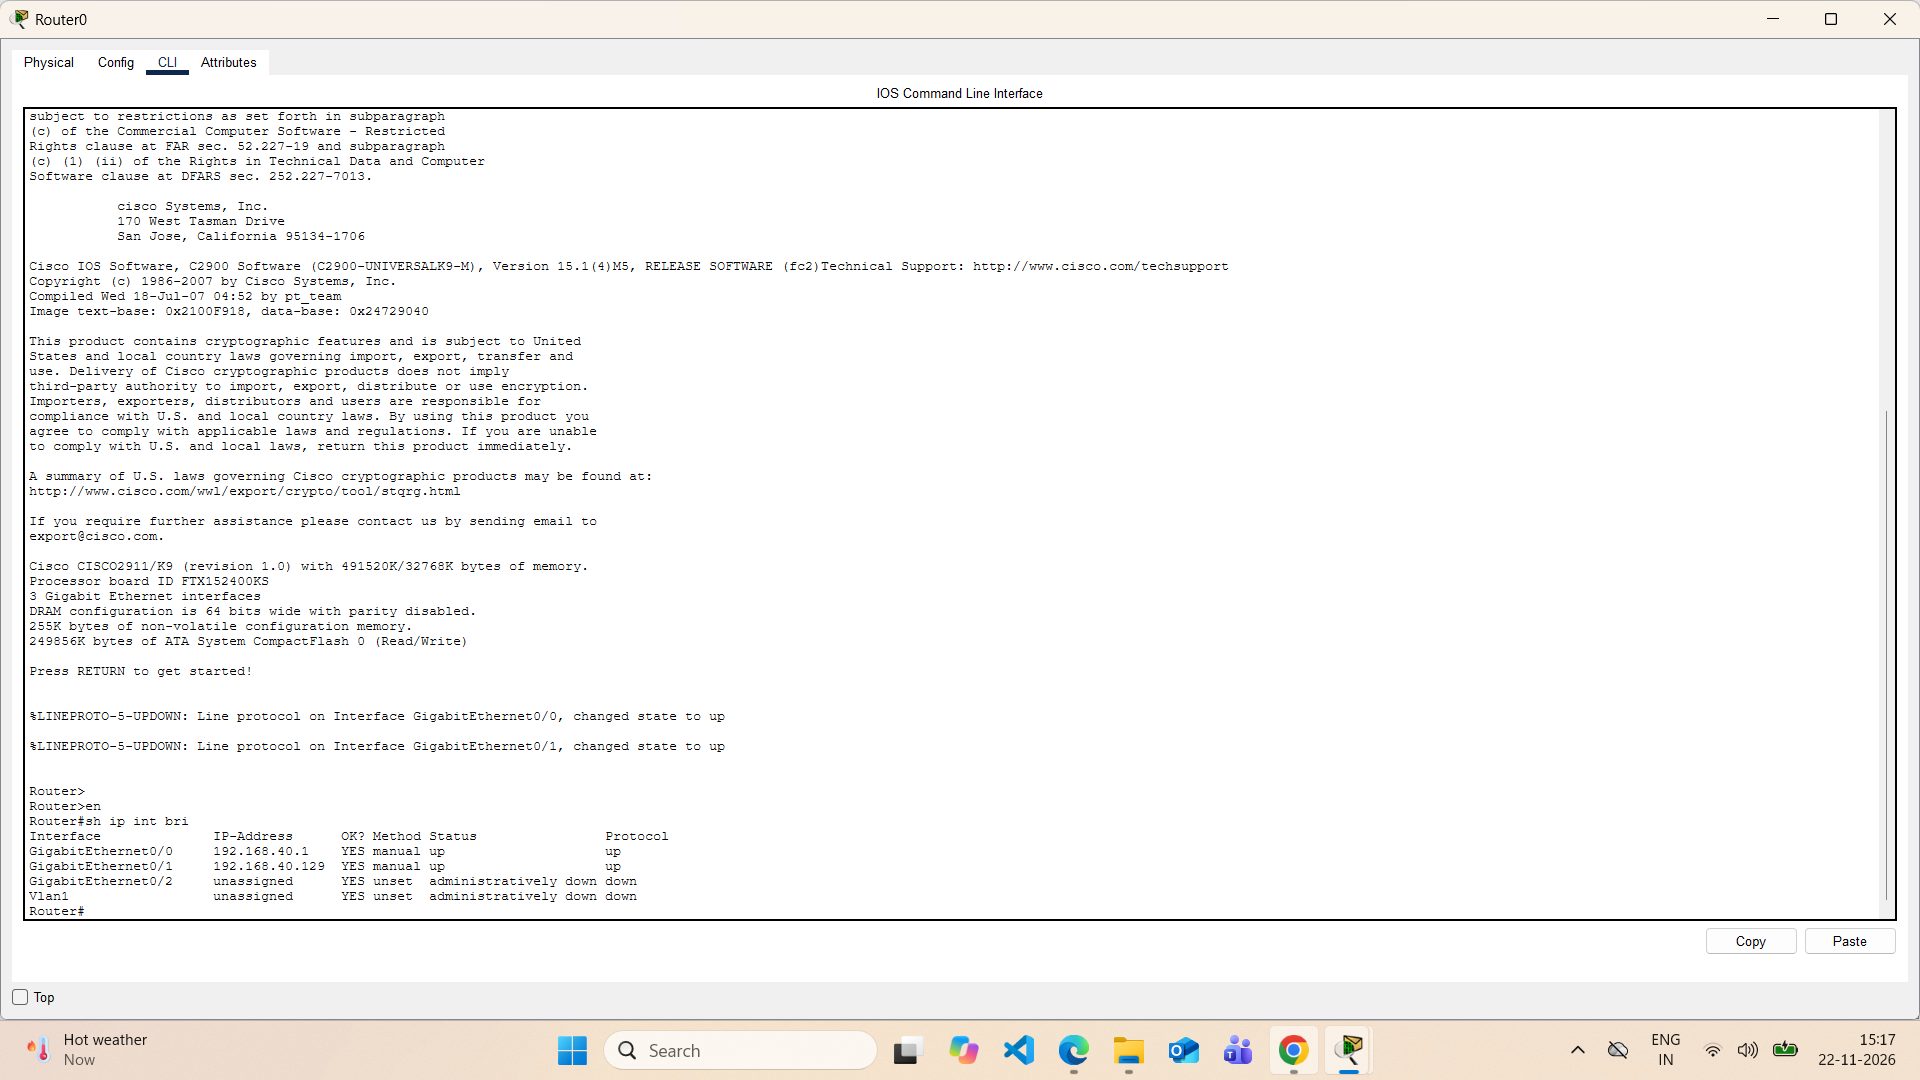 Router0
Physical Config CLI Attributes
IOS Command Line Interface
subject to restrictions as set forth in subparagraph
(c) of the Commercial Computer Software - Restricted
Rights clause at FAR sec. 52.227-19 and subparagraph
(c) (1) (ii) of the Rights in Technical Data and Computer
Software clause at DFARS sec. 252.227-7013.
cisco Systems, Inc.
170 West Tasman Drive
San Jose, California 95134-1706
Cisco IOS Software, C2900 Software (C2900-UNIVERSALK9-M), Version 15.1(4)M5, RELEASE SOFTWARE (fc2)Technical Support: http://www.cisco.com/techsupport
Copyright (c) 1986-2007 by Cisco Systems, Inc.
Compiled Wed 18-Jul-07 04:52 by pt_team
Image text-base: 0x2100F918, data-base: 0x24729040
This product contains cryptographic features and is subject to United
States and local country laws governing import, export, transfer and
use. Delivery of Cisco cryptographic products does not imply
third-party authority to import, export, distribute or use encryption.
Importers, exporters, distributors and users are responsible for
compliance with U.S. and local country laws. By using this product you
agree to comply with applicable laws and regulations. If you are unable
to comply with U.S. and local laws, return this product immediately.
A summary of U.S. laws governing Cisco cryptographic products may be found at:
http://www.cisco.com/wwl/export/crypto/tool/stqrg.html
If you require further assistance please contact us by sending email to
export@cisco.com.
Cisco CISCO2911/K9 (revision 1.0) with 491520K/32768K bytes of memory.
Processor board ID FTX152400KS
3 Gigabit Ethernet interfaces
DRAM configuration is 64 bits wide with parity disabled.
255K bytes of non-volatile configuration memory.
249856K bytes of ATA System CompactFlash 0 (Read/Write)
Press RETURN to get started!
%LINEPROTO-5-UPDOWN: Line protocol on Interface GigabitEthernet0/0, changed state to up
%LINEPROTO-5-UPDOWN: Line protocol on Interface GigabitEthernet0/1, changed state to up
Router>
Router>en
Router#sh ip int bri
Interface IP-Address OK? Method Status Protocol
GigabitEthernet0/0 192.168.40.1 YES manual up up
GigabitEthernet0/1 192.168.40.129 YES manual up up
GigabitEthernet0/2 unassigned YES unset administratively down down
Vlan1 unassigned YES unset administratively down down
Router#
Copy Paste
Top
Hot weather
Now
Search
ENG
IN
15:17
22-11-2026